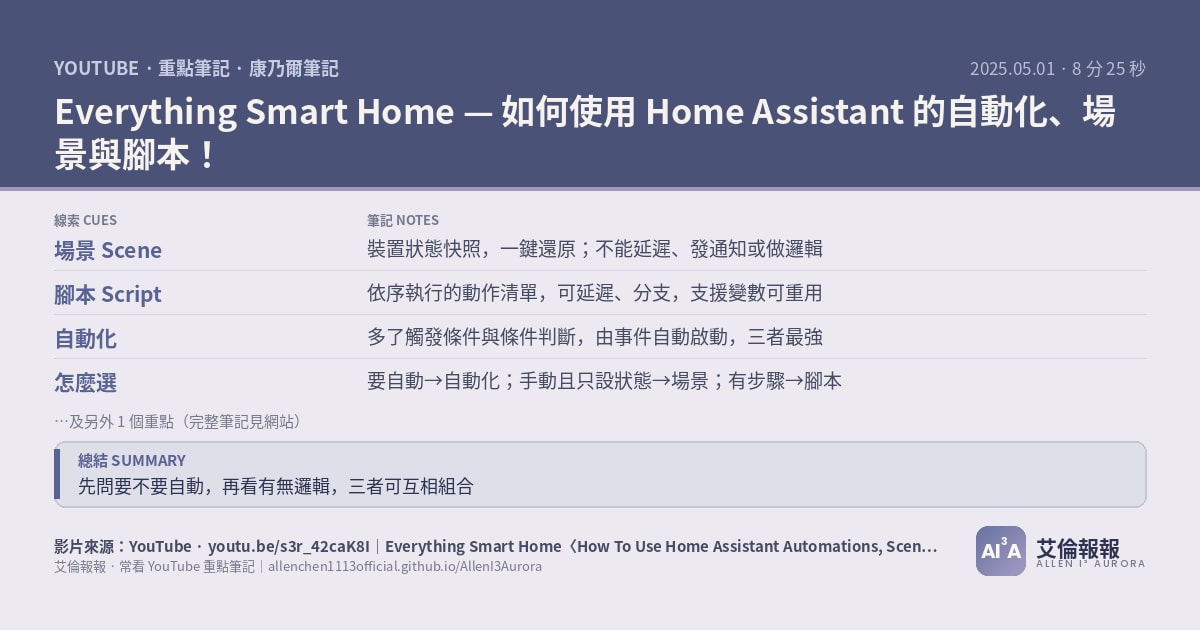 YOUTUBE · 重點筆記 · 康乃爾筆記
2025.05.01 · 8 分 25 秒
Everything Smart Home — 如何使用 Home Assistant 的自動化、場
景與腳本！
線索 CUES
筆記 NOTES
場景 Scene
裝置狀態快照，一鍵還原；不能延遲、發通知或做邏輯
腳本 Script
依序執行的動作清單，可延遲、分支，支援變數可重用
自動化
多了觸發條件與條件判斷，由事件自動啟動，三者最強
怎麼選
要自動→自動化；手動且只設狀態→場景；有步驟→腳本
…及另外 1 個重點（完整筆記見網站）
總結 SUMMARY
先問要不要自動，再看有無邏輯，三者可互相組合
影片來源：YouTube · youtu.be/s3r_42caK8I｜Everything Smart Home〈How To Use Home Assistant Automations, Scen…
艾倫報報 · 常看 YouTube 重點筆記｜allenchen1113official.github.io/AllenI3Aurora
AI³A
艾倫報報
ALLEN I³ AURORA